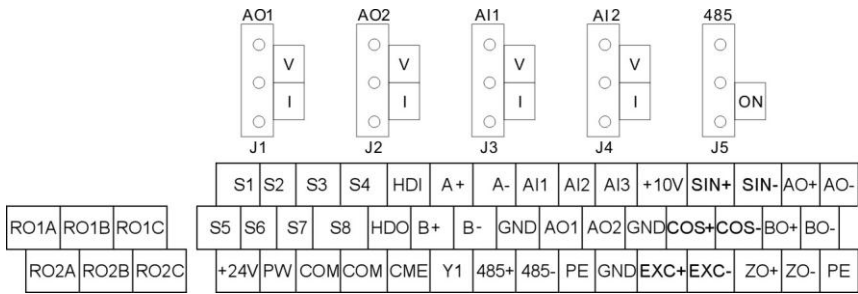 AO1 AO2 AI1 AI2 485
V V V V
I I I I ON
J1 J2 J3 J4 J5
S1 S2 S3 S4 HDI A+ A- AI1 AI2 AI3 +10V SIN+ SIN- AO+ AO-
RO1A RO1B RO1C S5 S6 S7 S8 HDO B+ B- GND AO1 AO2 GND COS+ COS- BO+ BO-
RO2A RO2B RO2C +24V PW COM COM CME Y1 485+ 485- PE GND EXC+ EXC- ZO+ ZO- PE